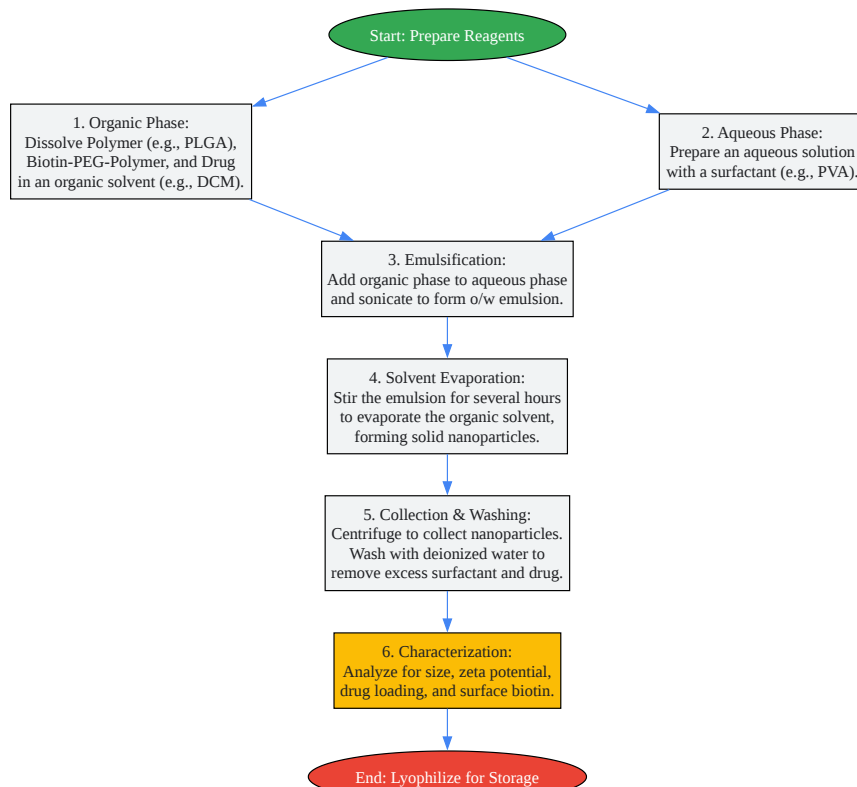 Start: Prepare Reagents
1. Organic Phase:
Dissolve Polymer (e.g., PLGA),
Biotin-PEG-Polymer, and Drug
in an organic solvent (e.g., DCM).
2. Aqueous Phase:
Prepare an aqueous solution
with a surfactant (e.g., PVA).
3. Emulsification:
Add organic phase to aqueous phase
and sonicate to form o/w emulsion.
4. Solvent Evaporation:
Stir the emulsion for several hours
to evaporate the organic solvent,
forming solid nanoparticles.
5. Collection & Washing:
Centrifuge to collect nanoparticles.
Wash with deionized water to
remove excess surfactant and drug.
6. Characterization:
Analyze for size, zeta potential,
drug loading, and surface biotin.
End: Lyophilize for Storage